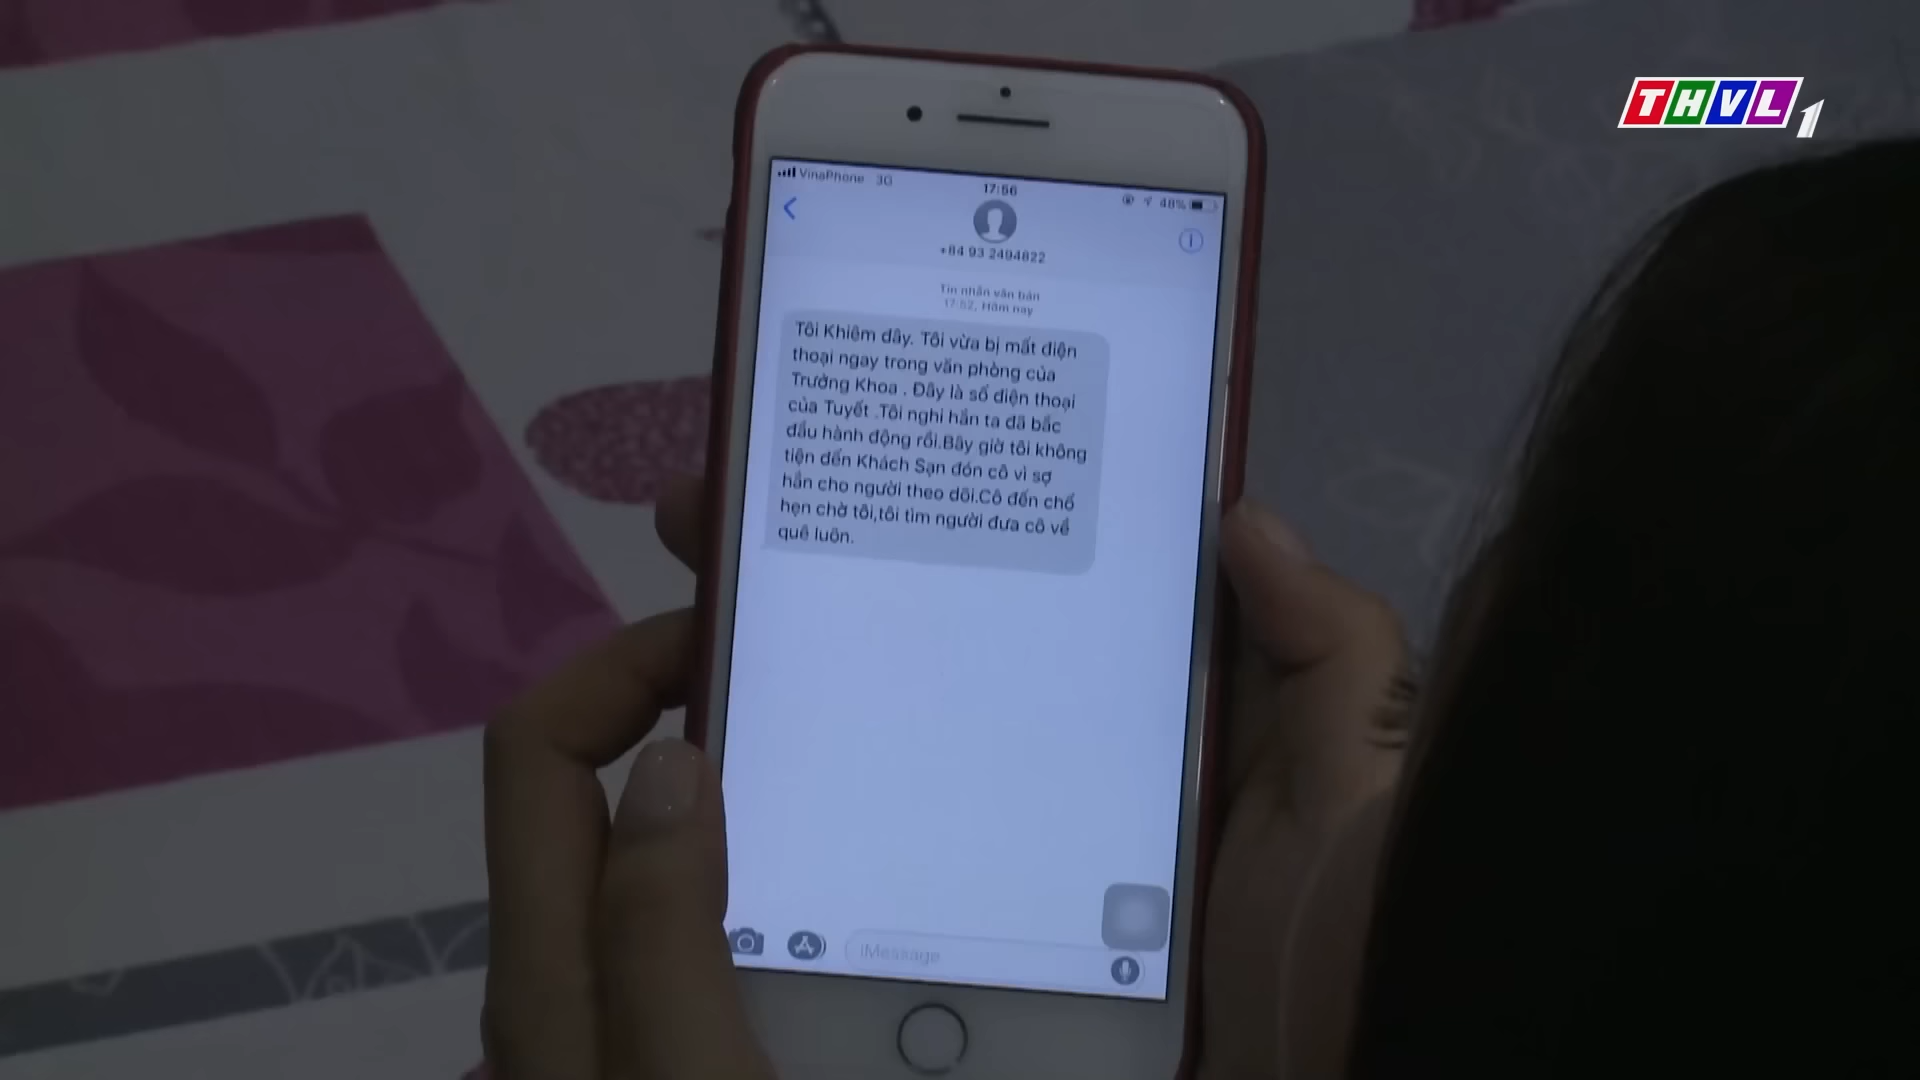 THVL1
VinaPhone 3G
17:56
48%
+84 93 2494822
Tin nhắn văn bản
17:52, Hôm nay
Tôi Khiêm đây. Tôi vừa bị mất điện
thoại ngay trong văn phòng của
Trưởng Khoa . Đây là số điện thoại
của Tuyết .Tôi nghi hắn ta đã bắc
đầu hành động rồi.Bây giờ tôi không
tiện đến Khách Sạn đón cô vì sợ
hắn cho người theo dõi.Cô đến chổ
hẹn chờ tôi,tôi tìm người đưa cô về
quê luôn.
iMessage